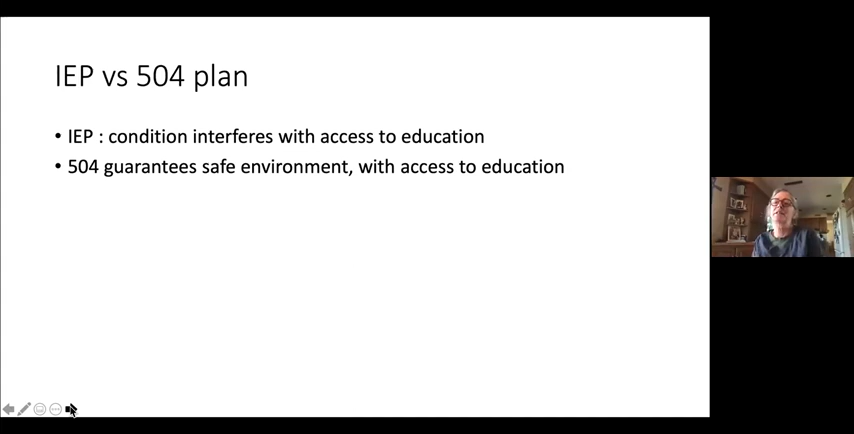 IEP vs 504 plan
• IEP : condition interferes with access to education
• 504 guarantees safe environment, with access to education